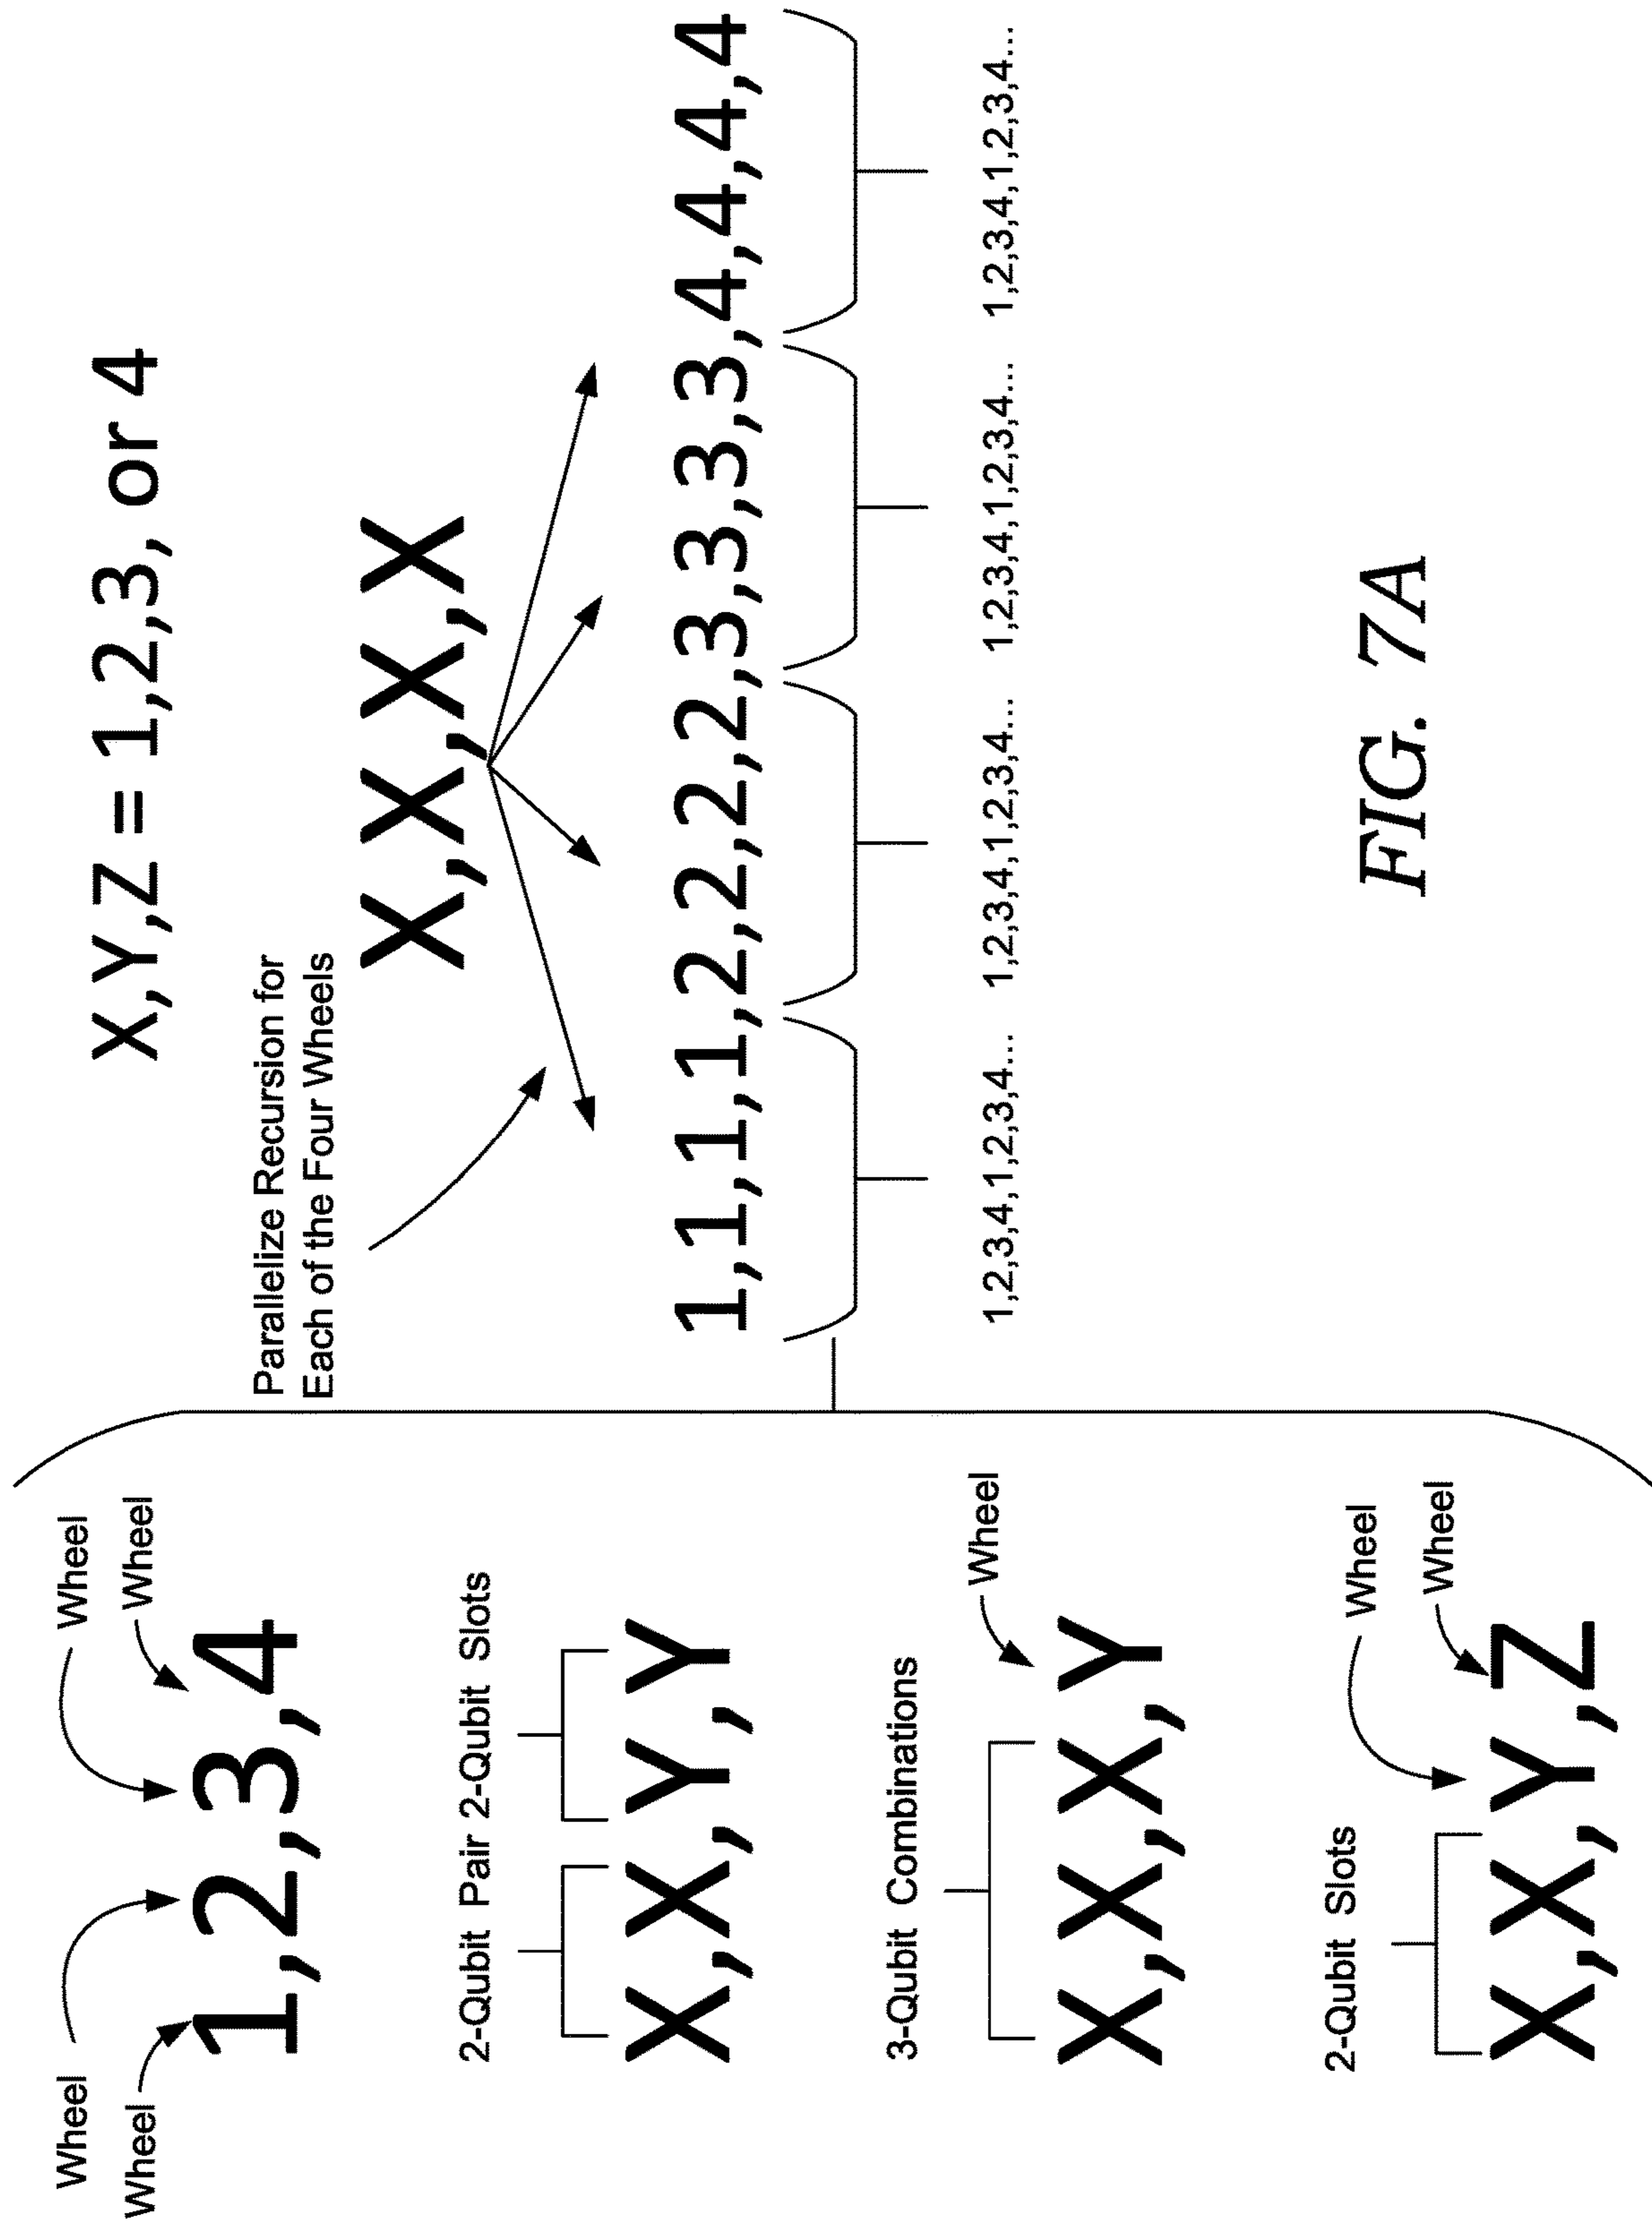 Wheel
Wheel
Wheel
Wheel
1,2,3,4
2-Qubit Pair 2-Qubit Slots
X,X,Y,Y
3-Qubit Combinations
Wheel
X,X,X,Y
2-Qubit Slots
Wheel
Wheel
X,X,Y,Z
X,Y,Z = 1,2,3, or 4
Parallelize Recursion for
Each of the Four Wheels
X,X,X,X
1,1,1,1,2,2,2,2,3,3,3,3,4,4,4,4
1,2,3,4,1,2,3,4...
1,2,3,4,1,2,3,4...
1,2,3,4,1,2,3,4...
1,2,3,4,1,2,3,4...
FIG. 7A